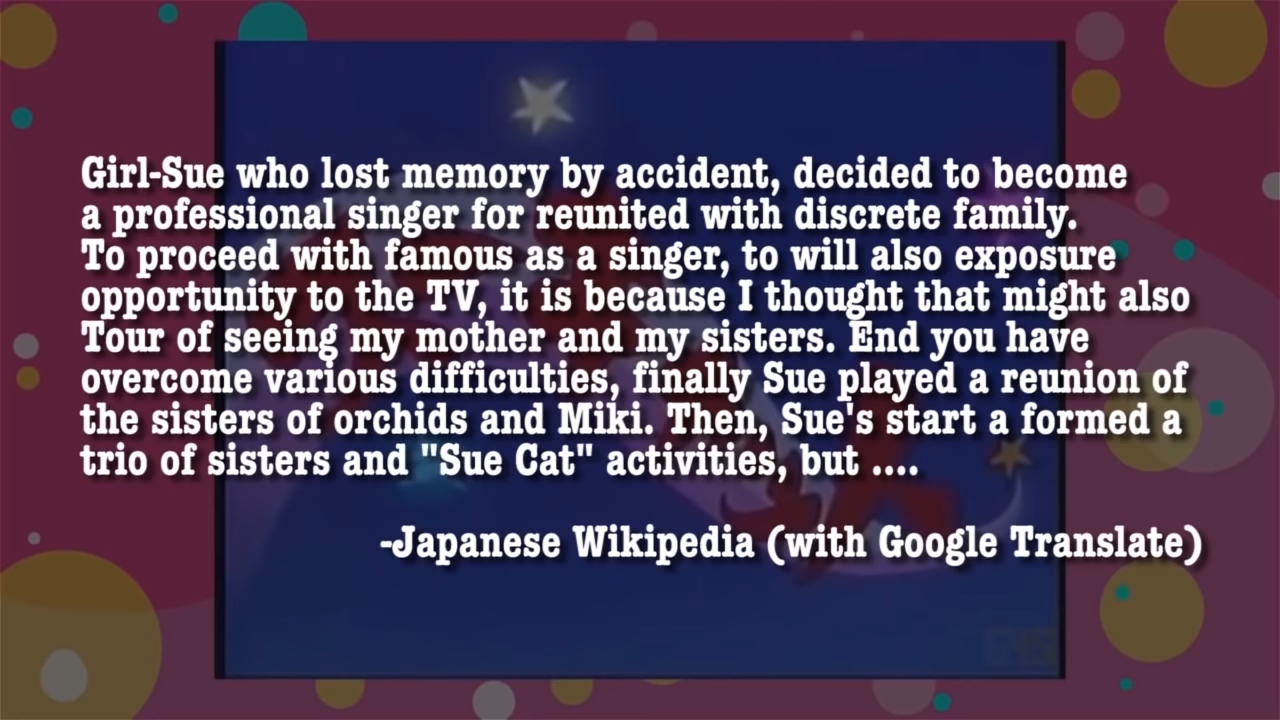 Girl-Sue who lost memory by accident, decided to become
a professional singer for reunited with discrete family.
To proceed with famous as a singer, to will also exposure
opportunity to the TV, it is because I thought that might also
Tour of seeing my mother and my sisters. End you have
overcome various difficulties, finally Sue played a reunion of
the sisters of orchids and Miki. Then, Sue's start a formed a
trio of sisters and "Sue Cat" activities, but ....
-Japanese Wikipedia (with Google Translate)